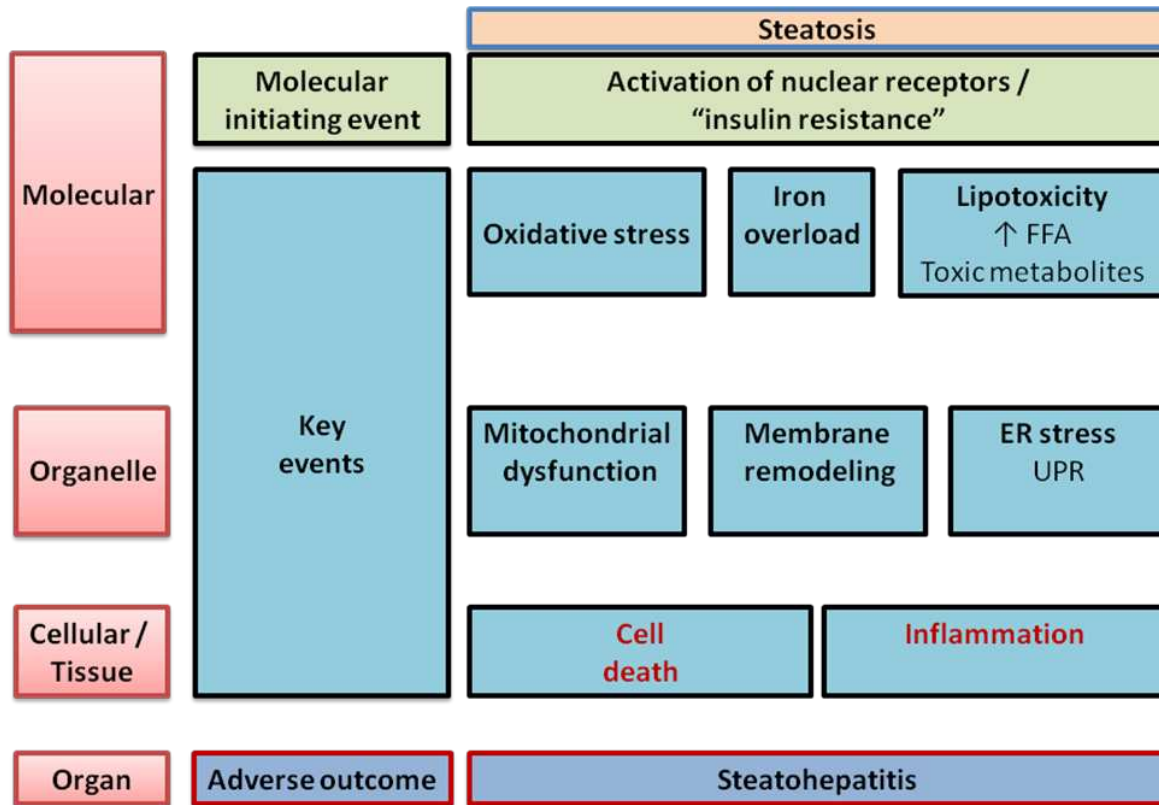 Steatosis
Molecular
Molecular
initiating event
Activation of nuclear receptors /
“insulin resistance”
Key
events
Oxidative stress
Iron
overload
Lipotoxicity
↑ FFA
Toxic metabolites
Organelle
Mitochondrial
dysfunction
Membrane
remodeling
ER stress
UPR
Cellular /
Tissue
Cell
death
Inflammation
Organ
Adverse outcome
Steatohepatitis